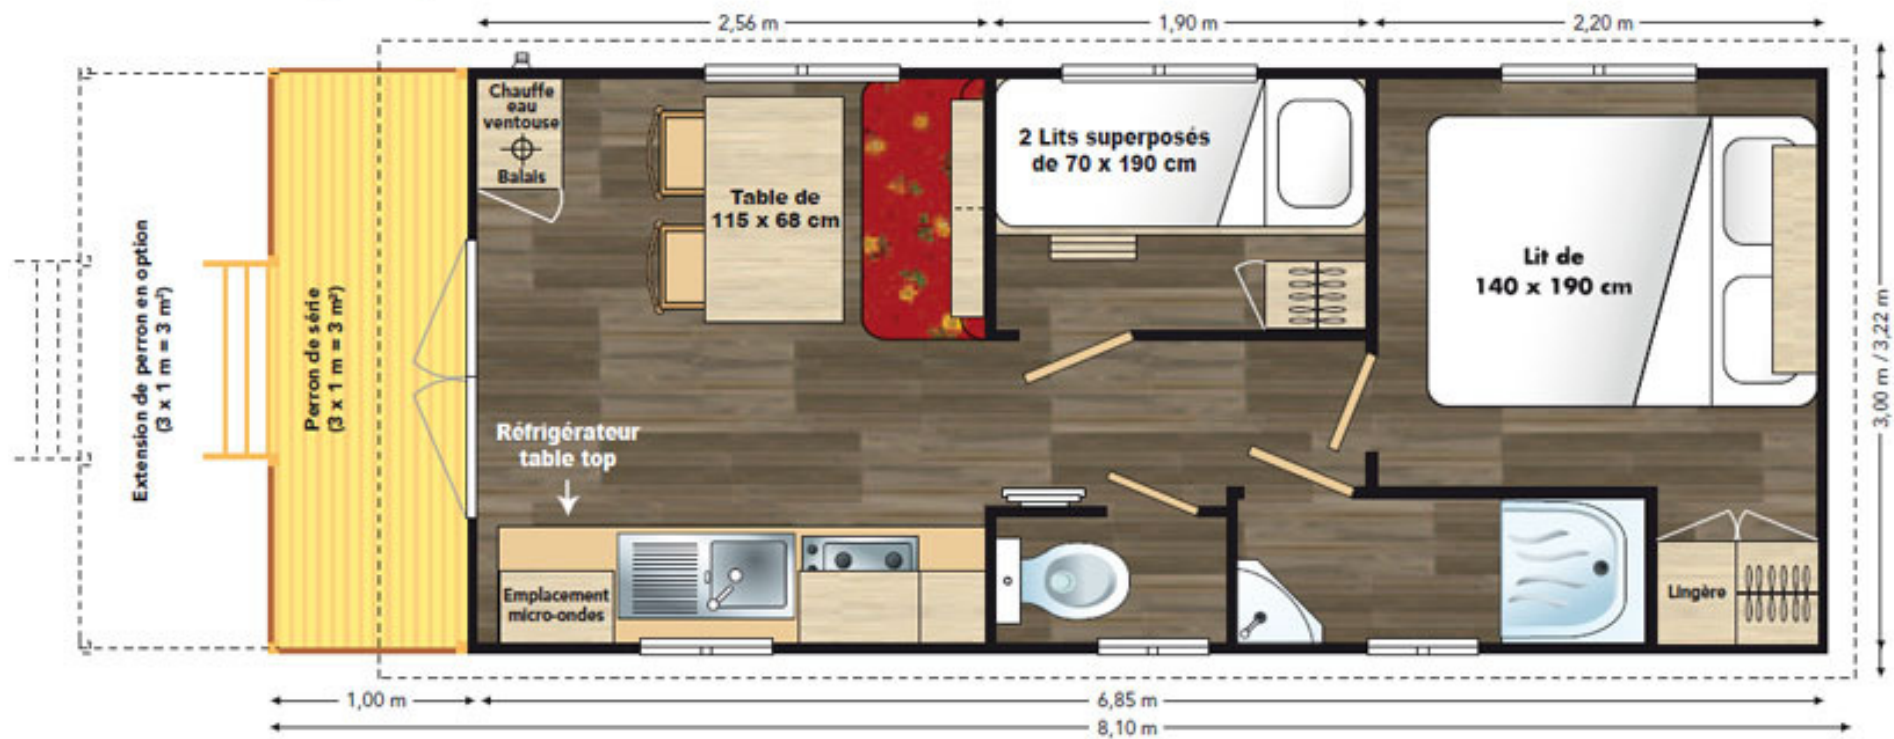 2,56 m
1,90 m
2,20 m
Chauffe
eau
ventouse
Balais
Table de
115 x 68 cm
2 Lits superposés
de 70 x 190 cm
Lit de
140 x 190 cm
Extension de perron en option
(3 x 1 m = 3 m²)
Perron de série
(3 x 1 m = 3 m²)
3,00 m / 3,22 m
Réfrigérateur
table top
Emplacement
micro-ondes
Lingère
1,00 m
6,85 m
8,10 m